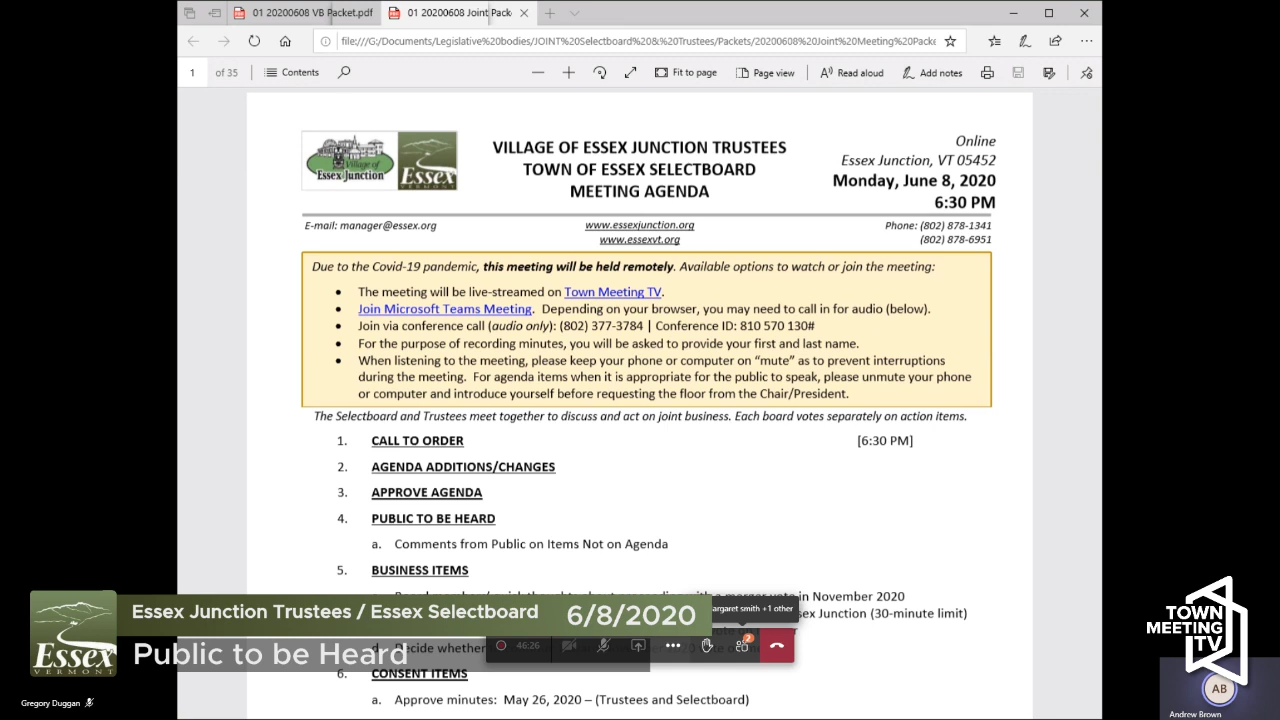 01 20200608 VB Packet.pdf
01 20200608 Joint Pack
file:///G:/Documents/Legislative%20bodies/JOINT%20Selectboard%20&%20Trustees/Packets/20200608%20Joint%20Meeting%20Packe
1 of 35 Contents Fit to page Page view Read aloud Add notes
Village of
Essex Junction
Essex
VERMONT
VILLAGE OF ESSEX JUNCTION TRUSTEES
TOWN OF ESSEX SELECTBOARD
MEETING AGENDA
Online
Essex Junction, VT 05452
Monday, June 8, 2020
6:30 PM
E-mail: manager@essex.org
www.essexjunction.org
www.essexvt.org
Phone: (802) 878-1341
(802) 878-6951
Due to the Covid-19 pandemic, this meeting will be held remotely. Available options to watch or join the meeting:
• The meeting will be live-streamed on Town Meeting TV.
• Join Microsoft Teams Meeting. Depending on your browser, you may need to call in for audio (below).
• Join via conference call (audio only): (802) 377-3784 | Conference ID: 810 570 130#
• For the purpose of recording minutes, you will be asked to provide your first and last name.
• When listening to the meeting, please keep your phone or computer on “mute” as to prevent interruptions
during the meeting. For agenda items when it is appropriate for the public to speak, please unmute your phone
or computer and introduce yourself before requesting the floor from the Chair/President.
The Selectboard and Trustees meet together to discuss and act on joint business. Each board votes separately on action items.
1. CALL TO ORDER [6:30 PM]
2. AGENDA ADDITIONS/CHANGES
3. APPROVE AGENDA
4. PUBLIC TO BE HEARD
a. Comments from Public on Items Not on Agenda
5. BUSINESS ITEMS
merger vote in November 2020
sex Junction (30-minute limit)
Decide whether
6. CONSENT ITEMS
a. Approve minutes: May 26, 2020 – (Trustees and Selectboard)
argaret smith +1 other
46:26
2
Essex
VERMONT
Essex Junction Trustees / Essex Selectboard
6/8/2020
Public to be Heard
Gregory Duggan
TOWN
MEETING
TV
AB
Andrew Brown